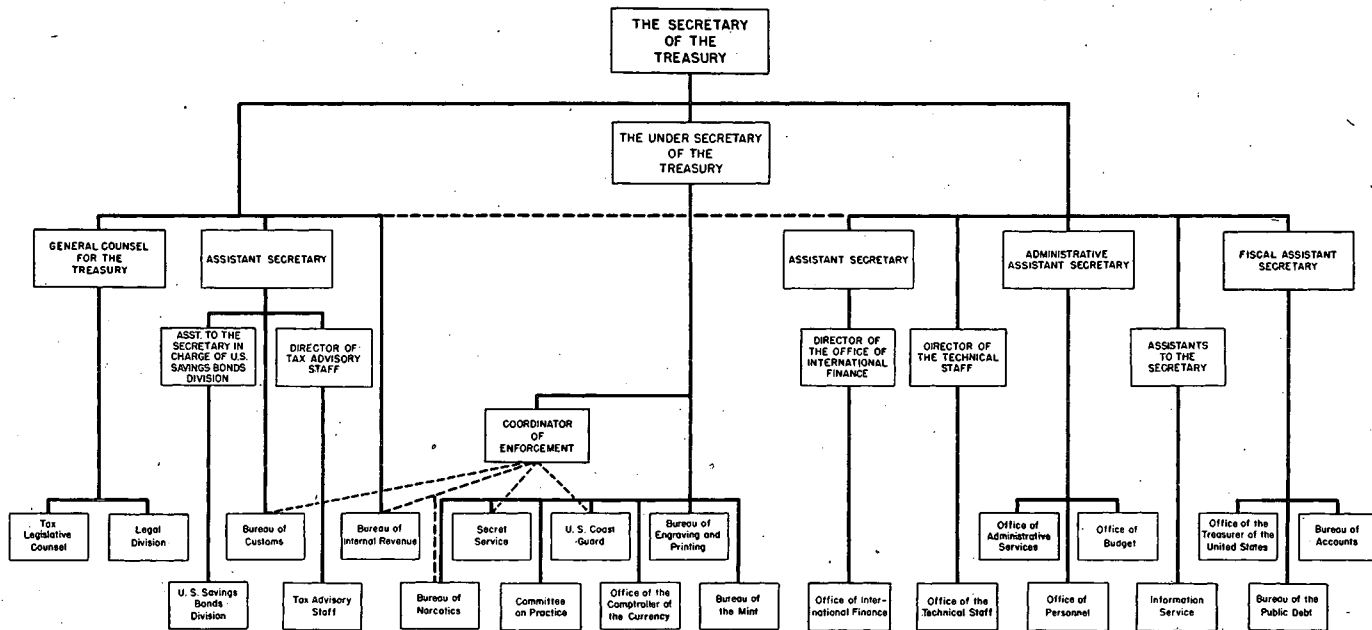 THE SECRETARY
OF THE
TREASURY
THE UNDER SECRETARY
OF THE
TREASURY
GENERAL COUNSEL
FOR THE
TREASURY
ASSISTANT SECRETARY
ASSISTANT SECRETARY
ADMINISTRATIVE
ASSISTANT SECRETARY
FISCAL ASSISTANT
SECRETARY
ASST. TO THE
SECRETARY IN
CHARGE OF U.S.
SAVINGS BONDS
DIVISION
DIRECTOR OF
TAX ADVISORY
STAFF
DIRECTOR OF
THE OFFICE OF
INTERNATIONAL
FINANCE
DIRECTOR OF
THE TECHNICAL
STAFF
ASSISTANTS
TO THE
SECRETARY
COORDINATOR
OF
ENFORCEMENT
Tax
Legislative
Counsel
Legal
Division
Bureau of
Customs
Bureau of
Internal Revenue
Secret
Service
U. S. Coast
Guard
Bureau of
Engraving and
Printing
Office of
Administrative
Services
Office of
Budget
Office of the
Treasurer of the
United States
Bureau of
Accounts
U. S. Savings
Bonds
Division
Tax Advisory
Staff
Bureau of
Narcotics
Committee
on Practice
Office of the
Comptroller of
the Currency
Bureau of
the Mint
Office of Inter-
national Finance
Office of the
Technical Staff
Office of
Personnel
Information
Service
Bureau of the
Public Debt